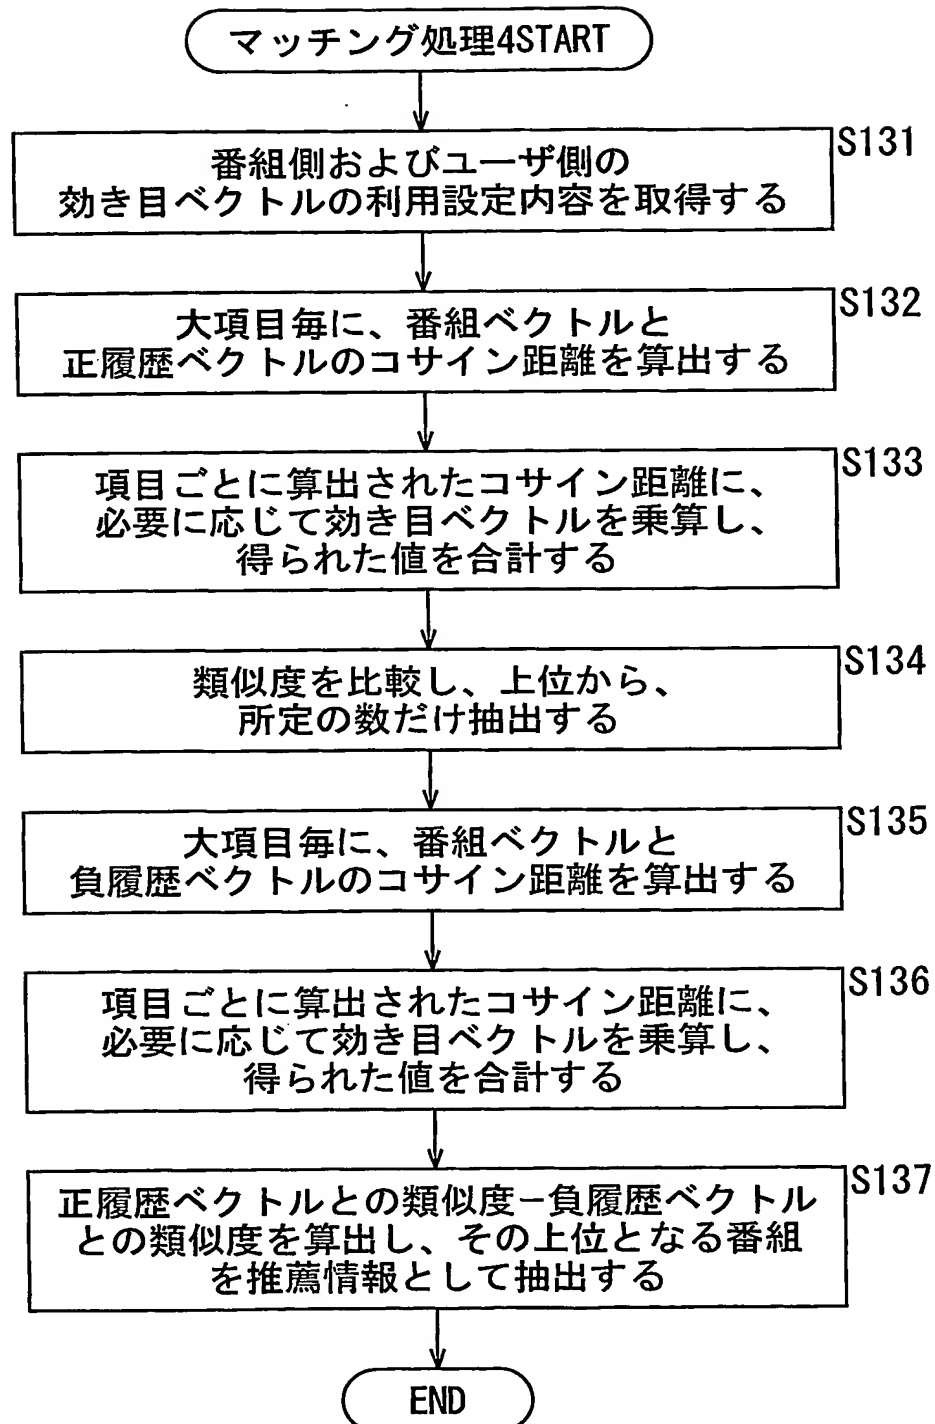 マッチング処理4START
S131
番組側およびユーザ側の
効き目ベクトルの利用設定内容を取得する
S132
大項目毎に、番組ベクトルと
正履歴ベクトルのコサイン距離を算出する
S133
項目ごとに算出されたコサイン距離に、
必要に応じて効き目ベクトルを乗算し、
得られた値を合計する
S134
類似度を比較し、上位から、
所定の数だけ抽出する
S135
大項目毎に、番組ベクトルと
負履歴ベクトルのコサイン距離を算出する
S136
項目ごとに算出されたコサイン距離に、
必要に応じて効き目ベクトルを乗算し、
得られた値を合計する
S137
正履歴ベクトルとの類似度−負履歴ベクトル
との類似度を算出し、その上位となる番組
を推薦情報として抽出する
END